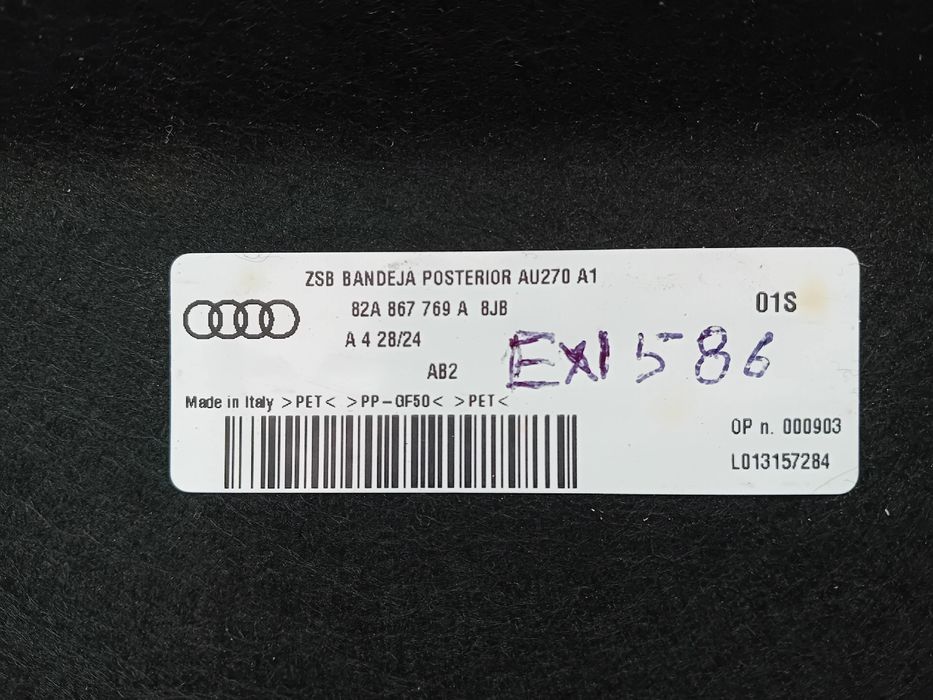 ZSB BANDEJA POSTERIOR AU270 A1
82A 867 769 A 8JB
01S
A 4 28/24
AB2
EX1586
Made in Italy >PET< >PP-GF50< >PET<
OP n. 000903
L013157284